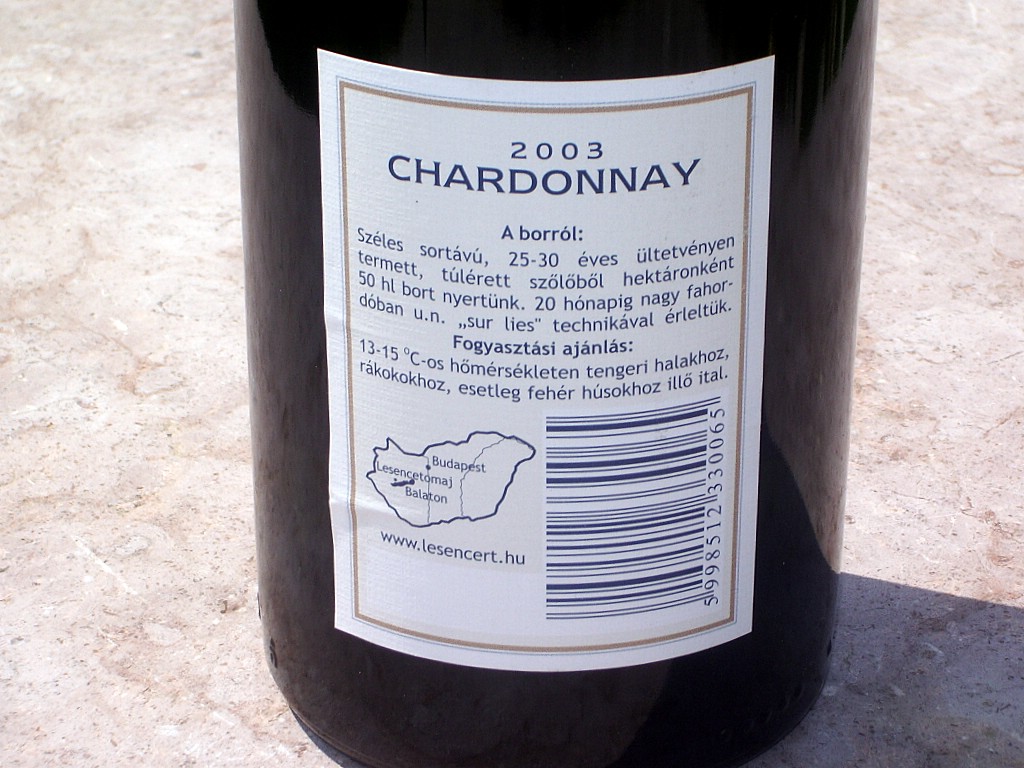 2003
CHARDONNAY
A borról:
Széles sortávú, 25-30 éves ültetvényen
termett, túlérett szőlőből hektáronként
50 hl bort nyertünk. 20 hónapig nagy fahor-
dóban u.n. „sur lies" technikával érleltük.
Fogyasztási ajánlás:
13-15 °C-os hőmérsékleten tengeri halakhoz,
rákokokhoz, esetleg fehér húsokhoz illő ital.
Budapest
Lesencetomaj
Balaton
www.lesencert.hu
5998512330065